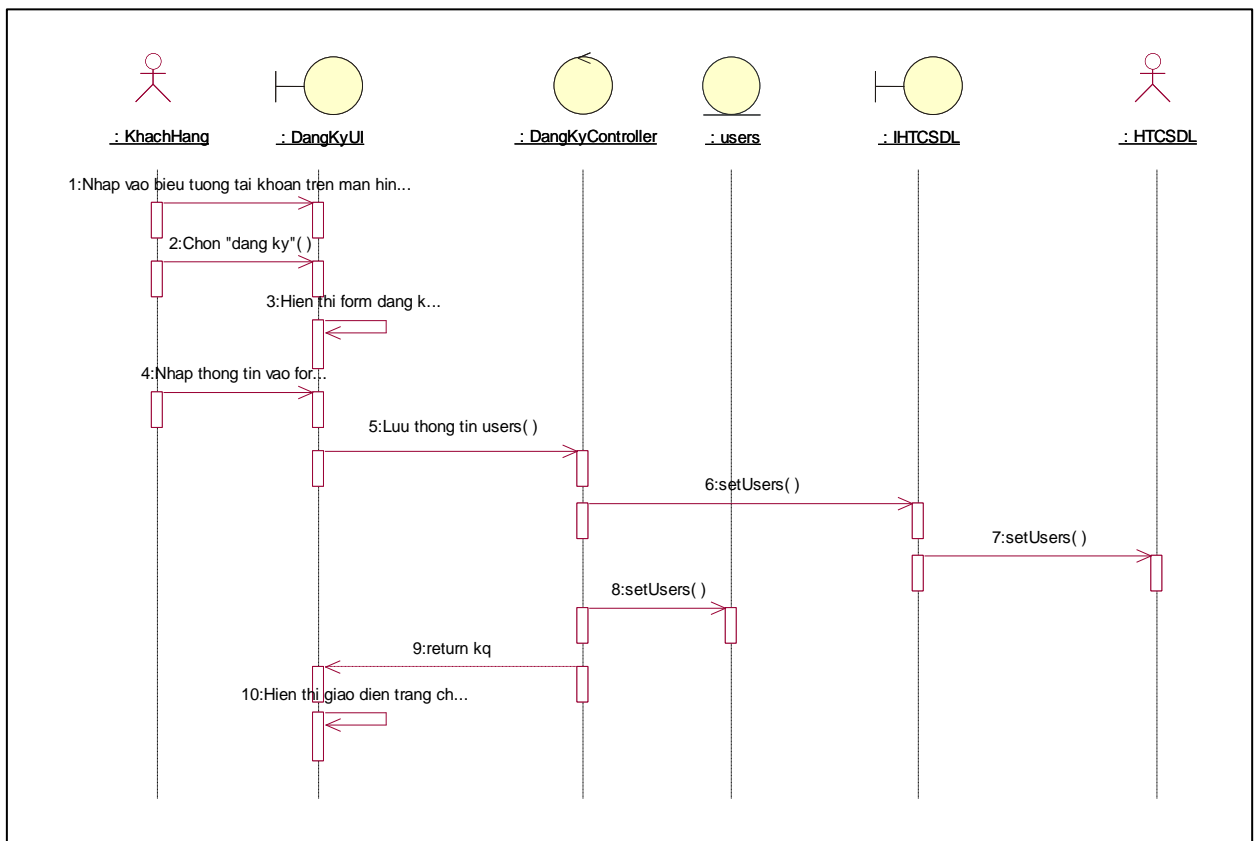 : KhachHang
: DangKyUI
: DangKyController
: users
: IHTCSDL
: HTCSDL
1:Nhap vao bieu tuong tai khoan tren man hin...
2:Chon "dang ky"( )
3:Hien thi form dang k...
4:Nhap thong tin vao for...
5:Luu thong tin users( )
6:setUsers( )
7:setUsers( )
8:setUsers( )
9:return kq
10:Hien thi giao dien trang ch...